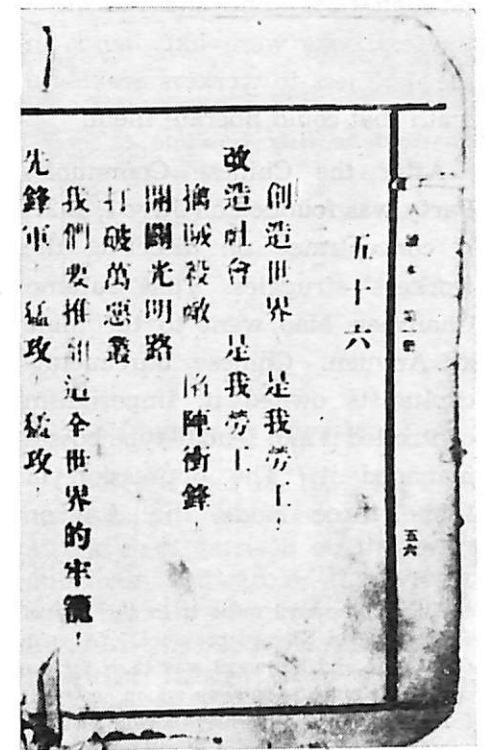 五六
五十六
創造世界 是我勞工,
改造社會 是我勞工
擒賊殺敵 陷陣衝鋒,
開闢光明路
打破萬惡叢
我們要推翻這全世界的牢籠,
先鋒軍 猛攻 猛攻